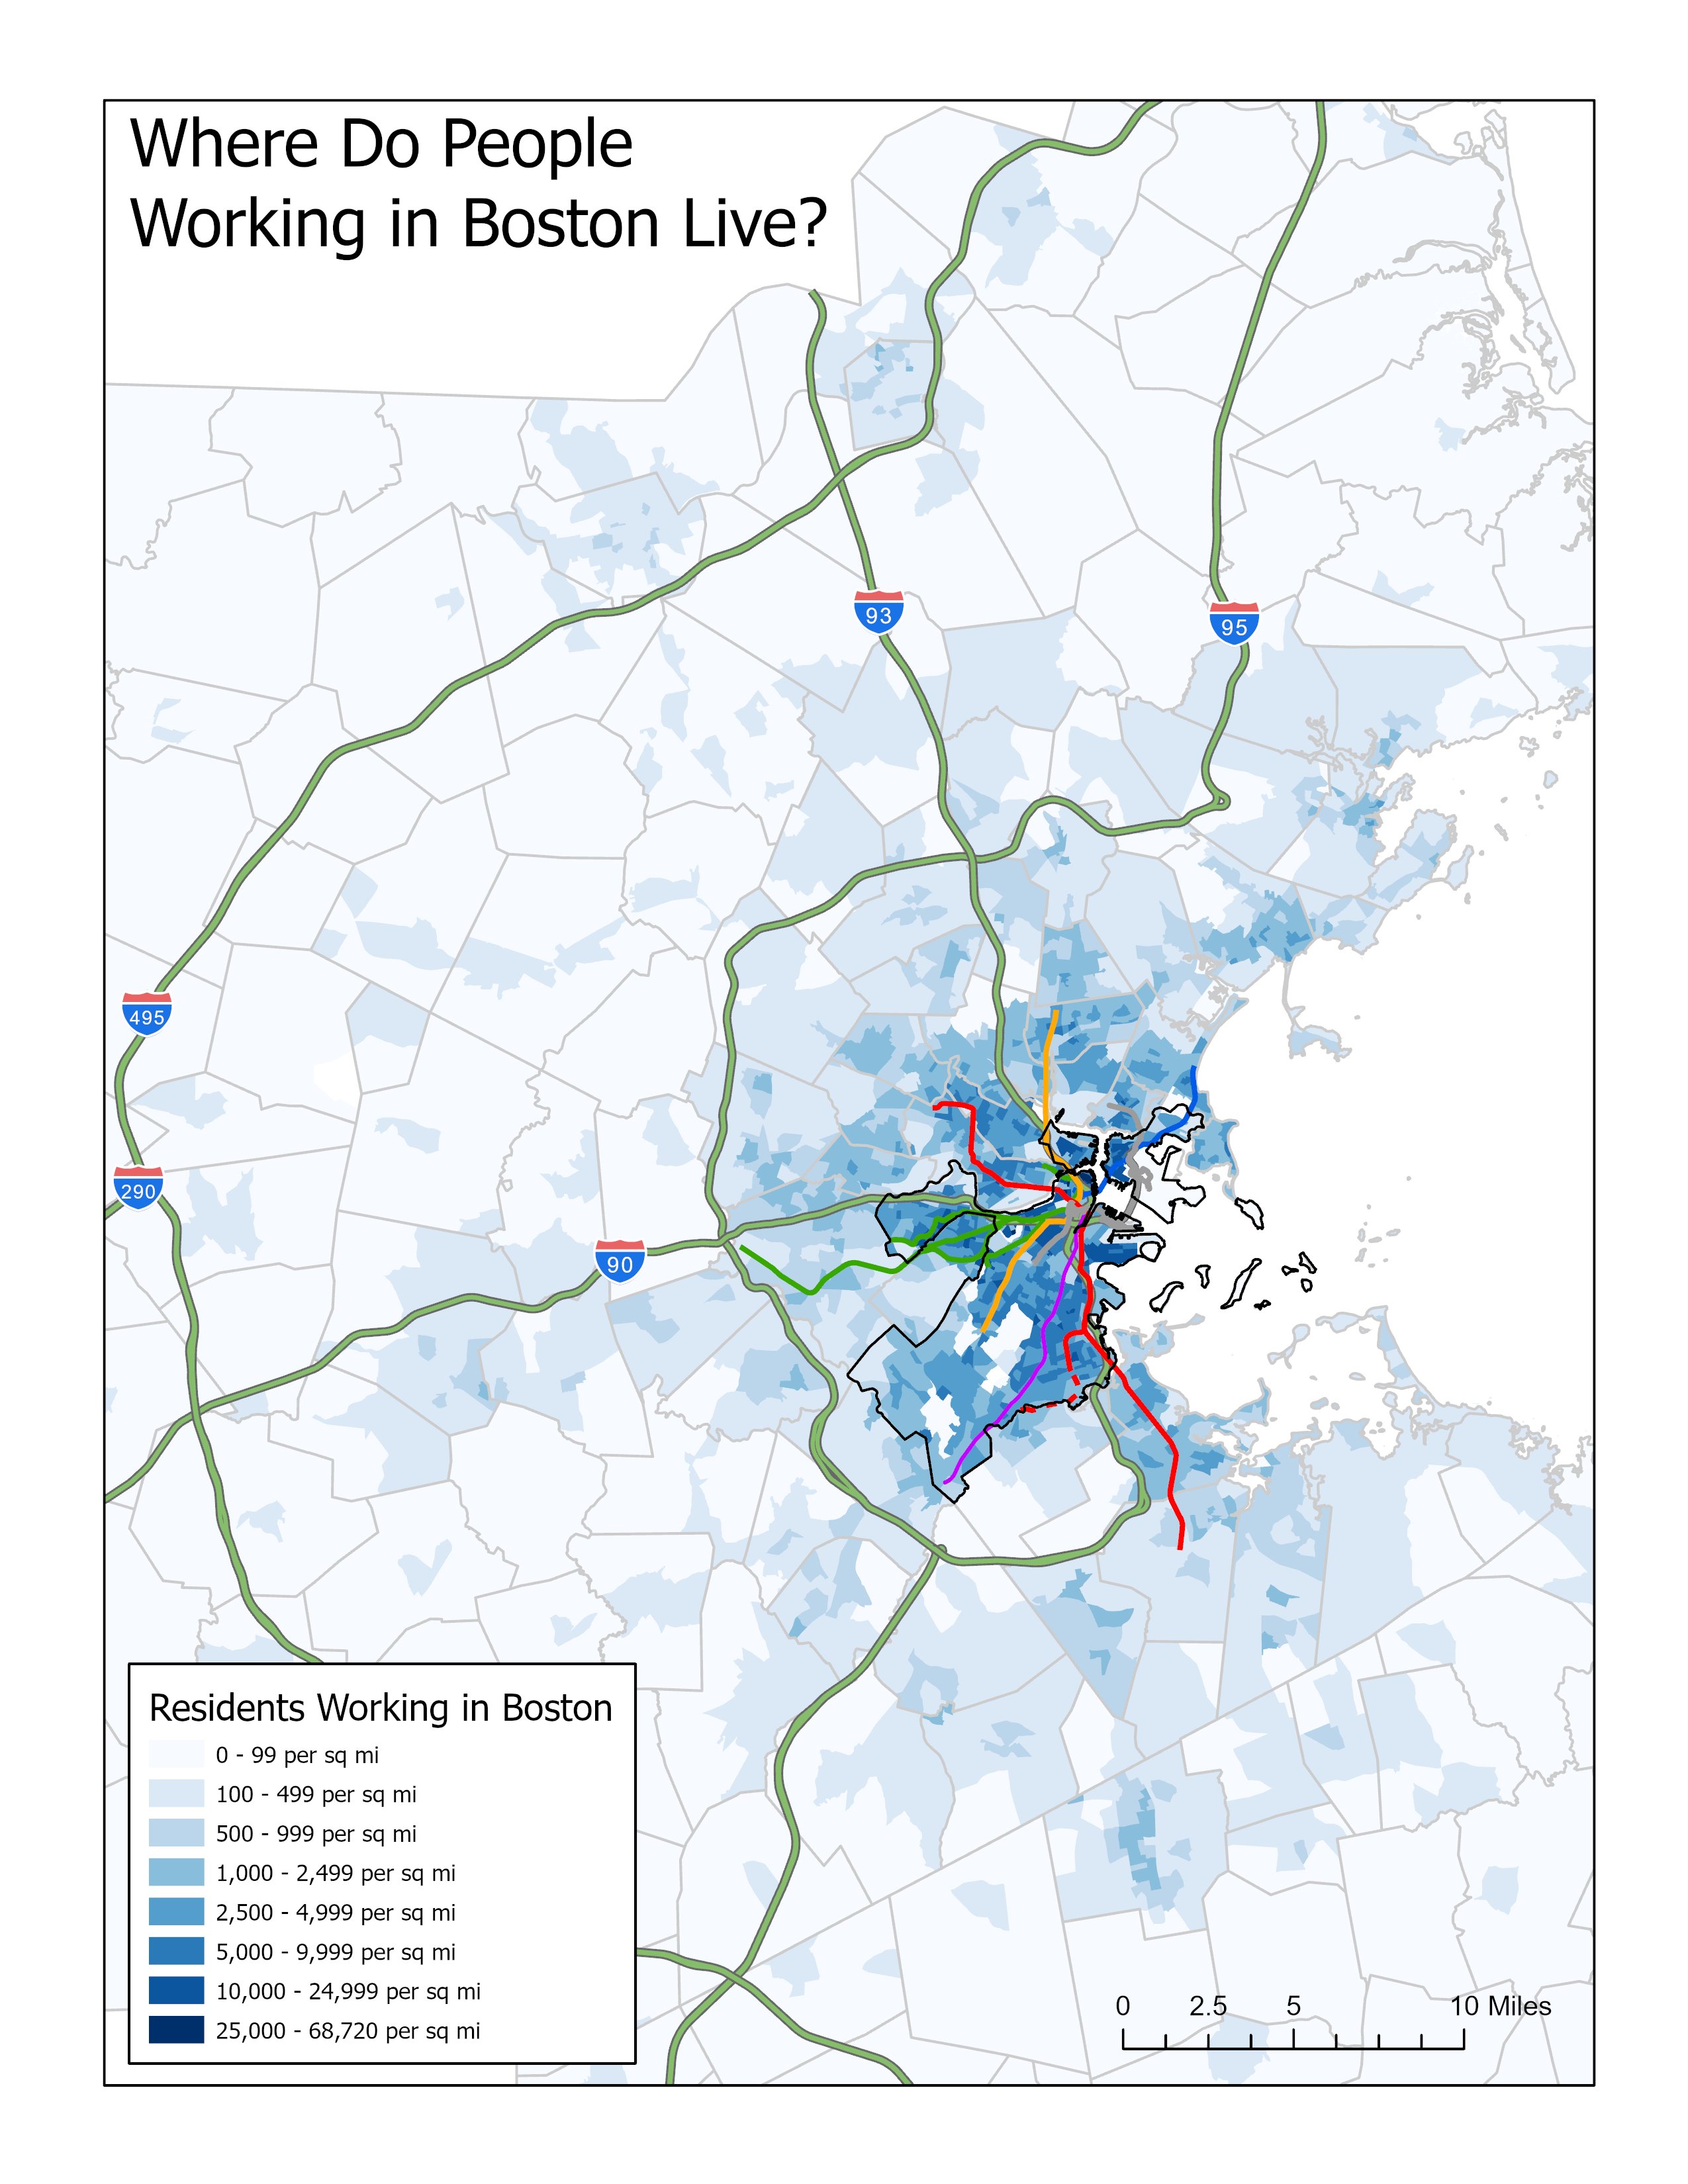 Where Do People
Working in Boston Live?
93
95
495
290
90
Residents Working in Boston
0 - 99 per sq mi
100 - 499 per sq mi
500 - 999 per sq mi
1,000 - 2,499 per sq mi
2,500 - 4,999 per sq mi
5,000 - 9,999 per sq mi
10,000 - 24,999 per sq mi
25,000 - 68,720 per sq mi
0 2.5 5 10 Miles